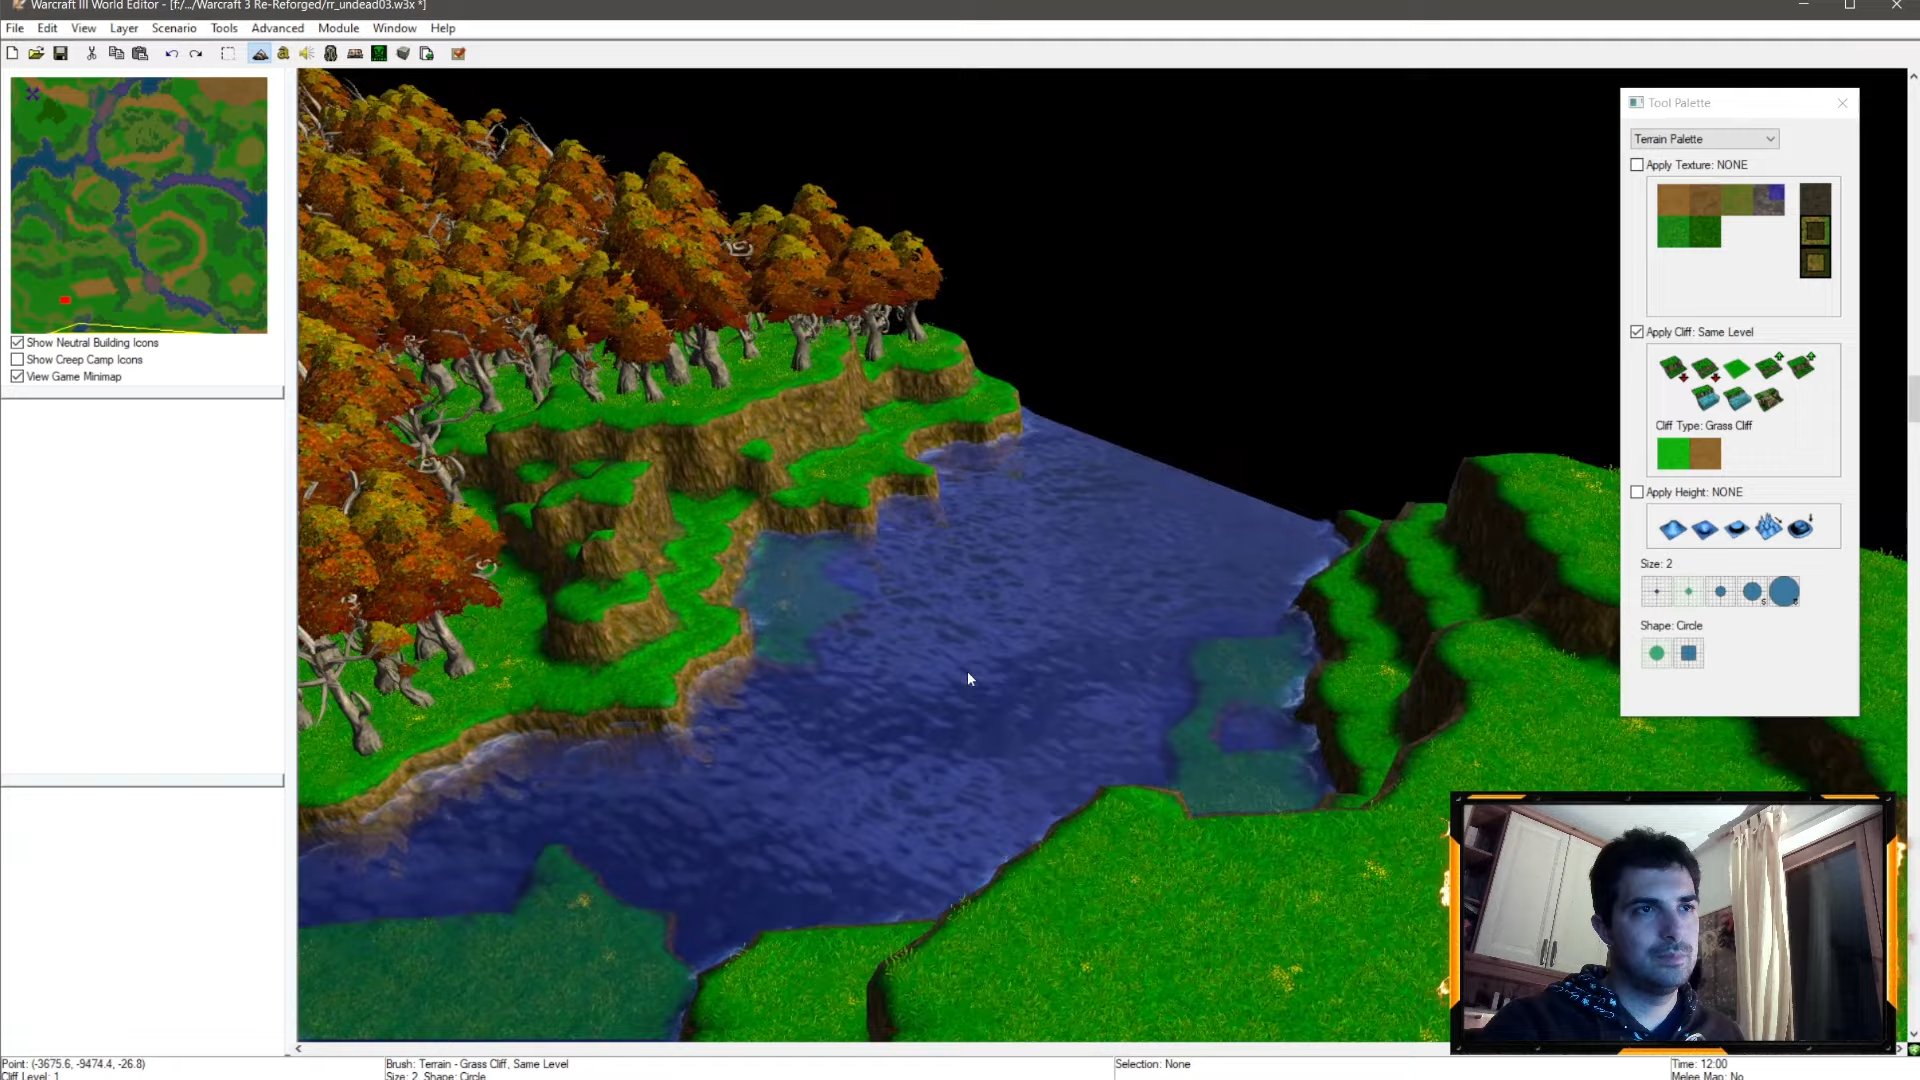 Warcraft III World Editor - [f:/.../Warcraft 3 Re-Reforged/rr_undead03.w3x *]
File Edit View Layer Scenario Tools Advanced Module Window Help
Tool Palette
Terrain Palette
Apply Texture: NONE
Apply Cliff: Same Level
Cliff Type: Grass Cliff
Apply Height: NONE
Size: 2
Shape: Circle
Show Neutral Building Icons
Show Creep Camp Icons
View Game Minimap
Point: (-3675.6, -9474.4, -26.8)
Cliff Level: 1
Brush: Terrain - Grass Cliff, Same Level
Size: 2, Shape: Circle
Selection: None
Time: 12:00
Melee Map: No